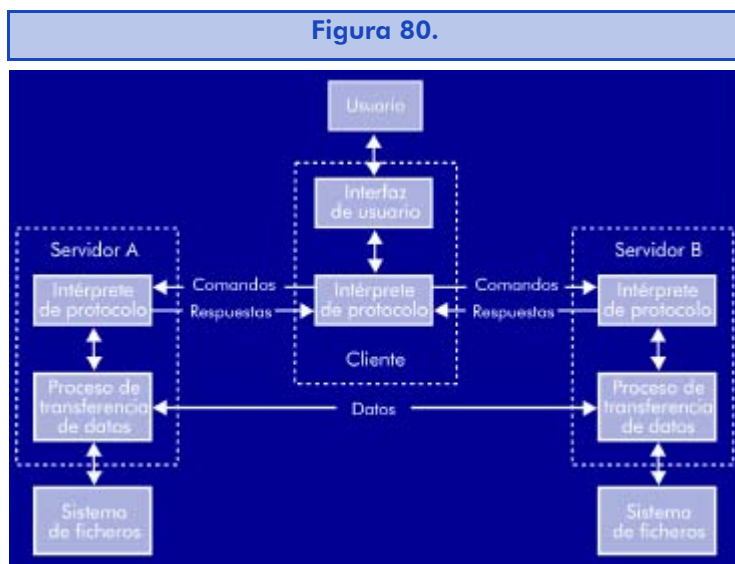 Figura 80.
Usuario
Interfaz
de usuario
Servidor A
Servidor B
Intérprete
de protocolo
Comandos
Respuestas
Intérprete
de protocolo
Comandos
Respuestas
Intérprete
de protocolo
Cliente
Proceso de
transferencia
de datos
Datos
Proceso de
transferencia
de datos
Sistema
de ficheros
Sistema
de ficheros